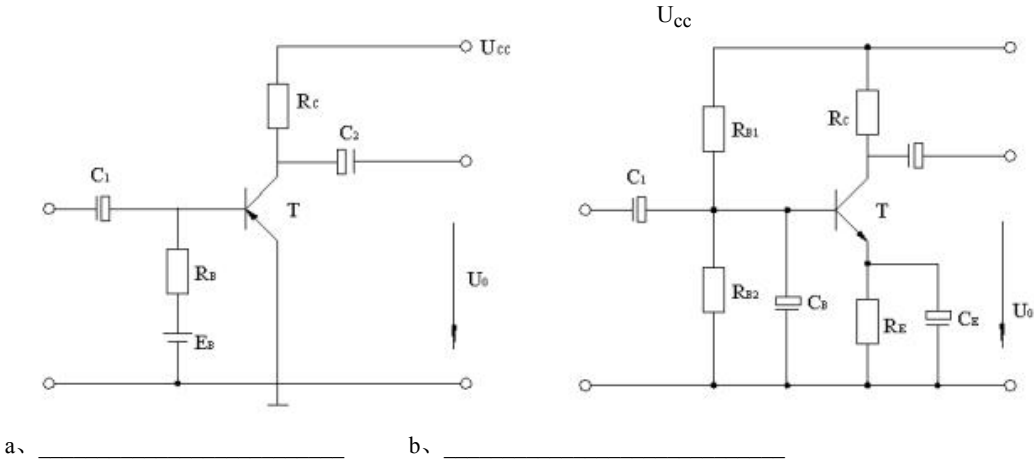 Ucc
Ucc
Rc
C2
C1
T
RB
EB
U0
RB1
Rc
C1
T
RB2
CB
RE
CE
U0
a、 b、